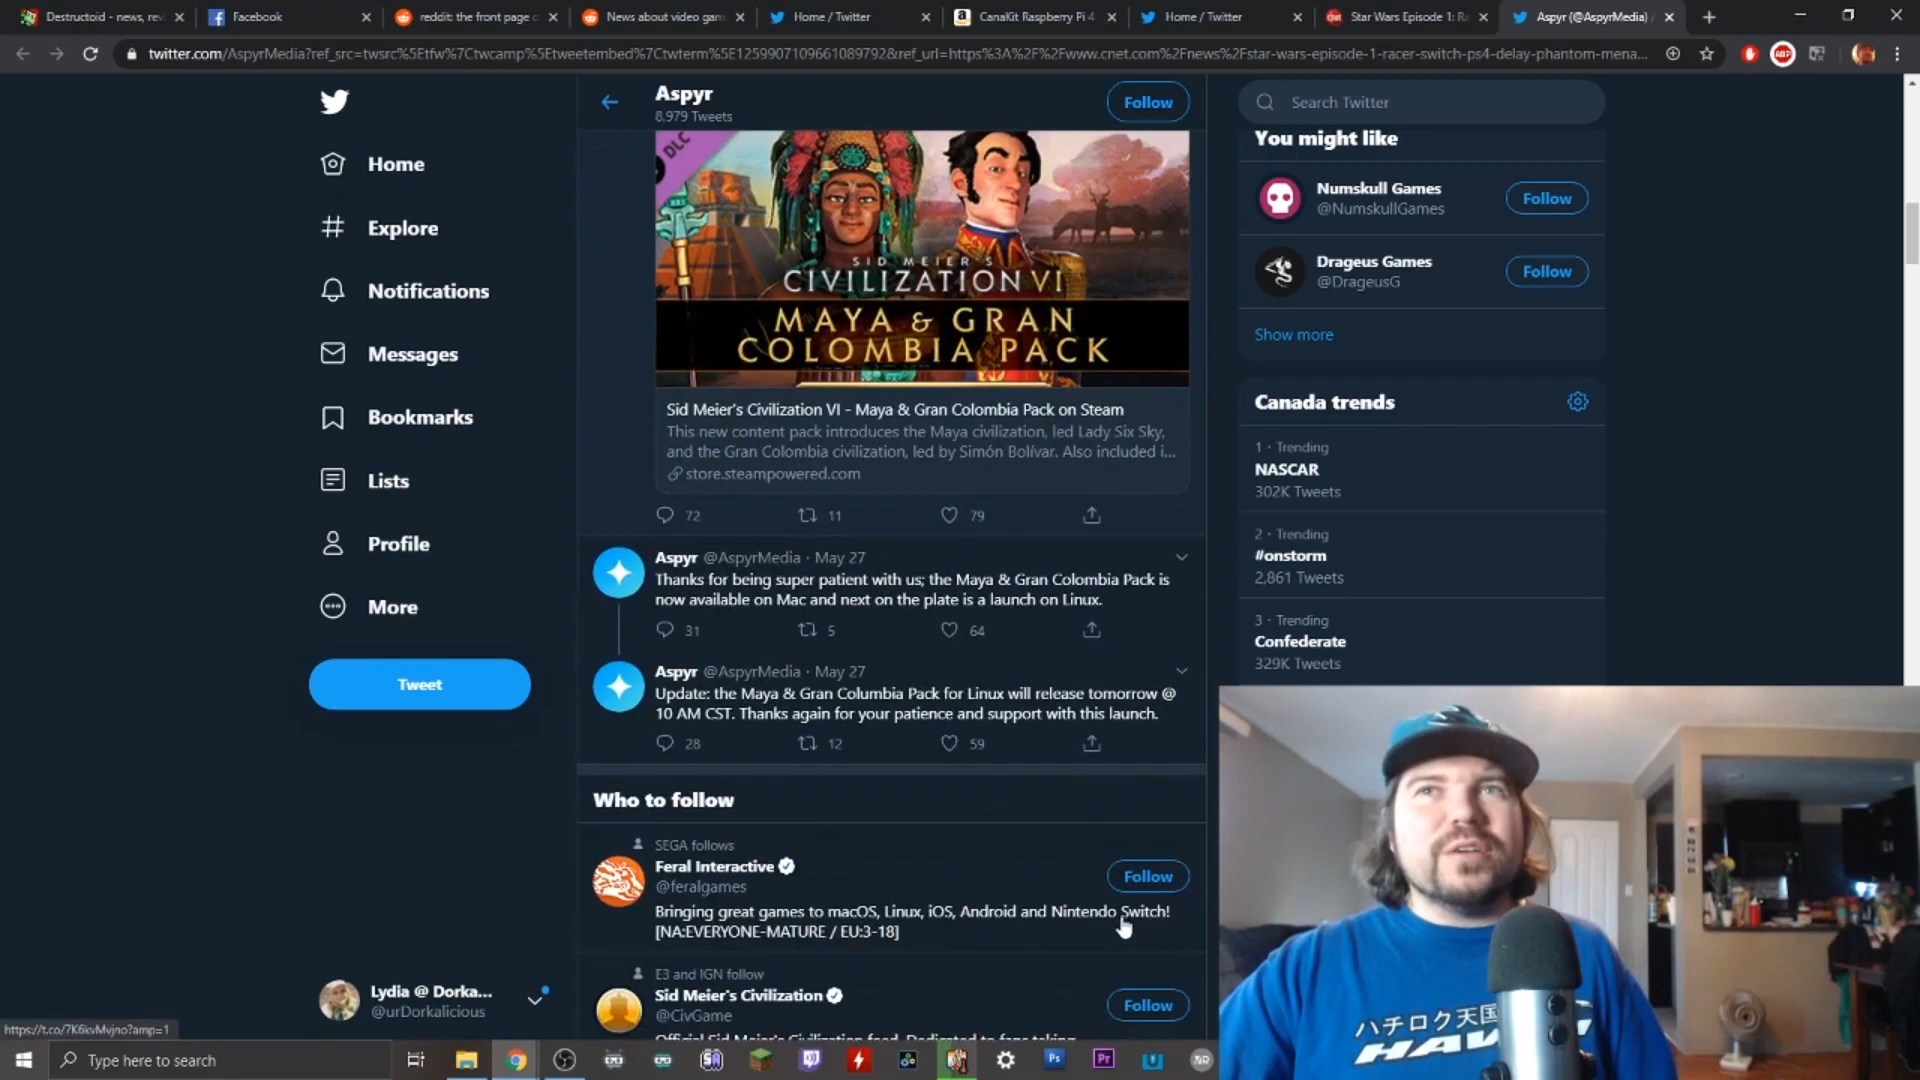 Destructoid - news, rev
Facebook
reddit: the front page c
News about video gam
Home / Twitter
CanaKit Raspberry Pi 4
Home / Twitter
Star Wars Episode 1: Ra
Aspyr (@AspyrMedia) /
twitter.com/AspyrMedia?ref_src=twsrc%5Etfw%7Ctwcamp%5Etweetembed%7Ctwterm%5E1259907109661089792&ref_url=https%3A%2F%2Fwww.cnet.com%2Fnews%2Fstar-wars-episode-1-racer-switch-ps4-delay-phantom-mena...
ABP
Home
Explore
Notifications
Messages
Bookmarks
Lists
Profile
More
Tweet
Lydia @ Dorka...
@urDorkalicious
https://t.co/7K6kvMvjno?amp=1
Aspyr
8,979 Tweets
Follow
DLC
SID MEIER'S
CIVILIZATION VI
MAYA & GRAN
COLOMBIA PACK
Sid Meier's Civilization VI - Maya & Gran Colombia Pack on Steam
This new content pack introduces the Maya civilization, led Lady Six Sky,
and the Gran Colombia civilization, led by Simón Bolívar. Also included i...
store.steampowered.com
72 11 79
Aspyr @AspyrMedia · May 27
Thanks for being super patient with us; the Maya & Gran Colombia Pack is
now available on Mac and next on the plate is a launch on Linux.
31 5 64
Aspyr @AspyrMedia · May 27
Update: the Maya & Gran Columbia Pack for Linux will release tomorrow @
10 AM CST. Thanks again for your patience and support with this launch.
28 12 59
Who to follow
SEGA follows
Feral Interactive
@feralgames
Follow
Bringing great games to macOS, Linux, iOS, Android and Nintendo Switch!
[NA:EVERYONE-MATURE / EU:3-18]
E3 and IGN follow
Sid Meier's Civilization
@CivGame
Follow
Official Sid Meier's Civilization feed. Dedicated to fans taking
Search Twitter
You might like
Numskull Games
@NumskullGames
Follow
Drageus Games
@DrageusG
Follow
Show more
Canada trends
1 · Trending
NASCAR
302K Tweets
2 · Trending
#onstorm
2,861 Tweets
3 · Trending
Confederate
329K Tweets
ハチロク天国
Type here to search
Ps
Pr